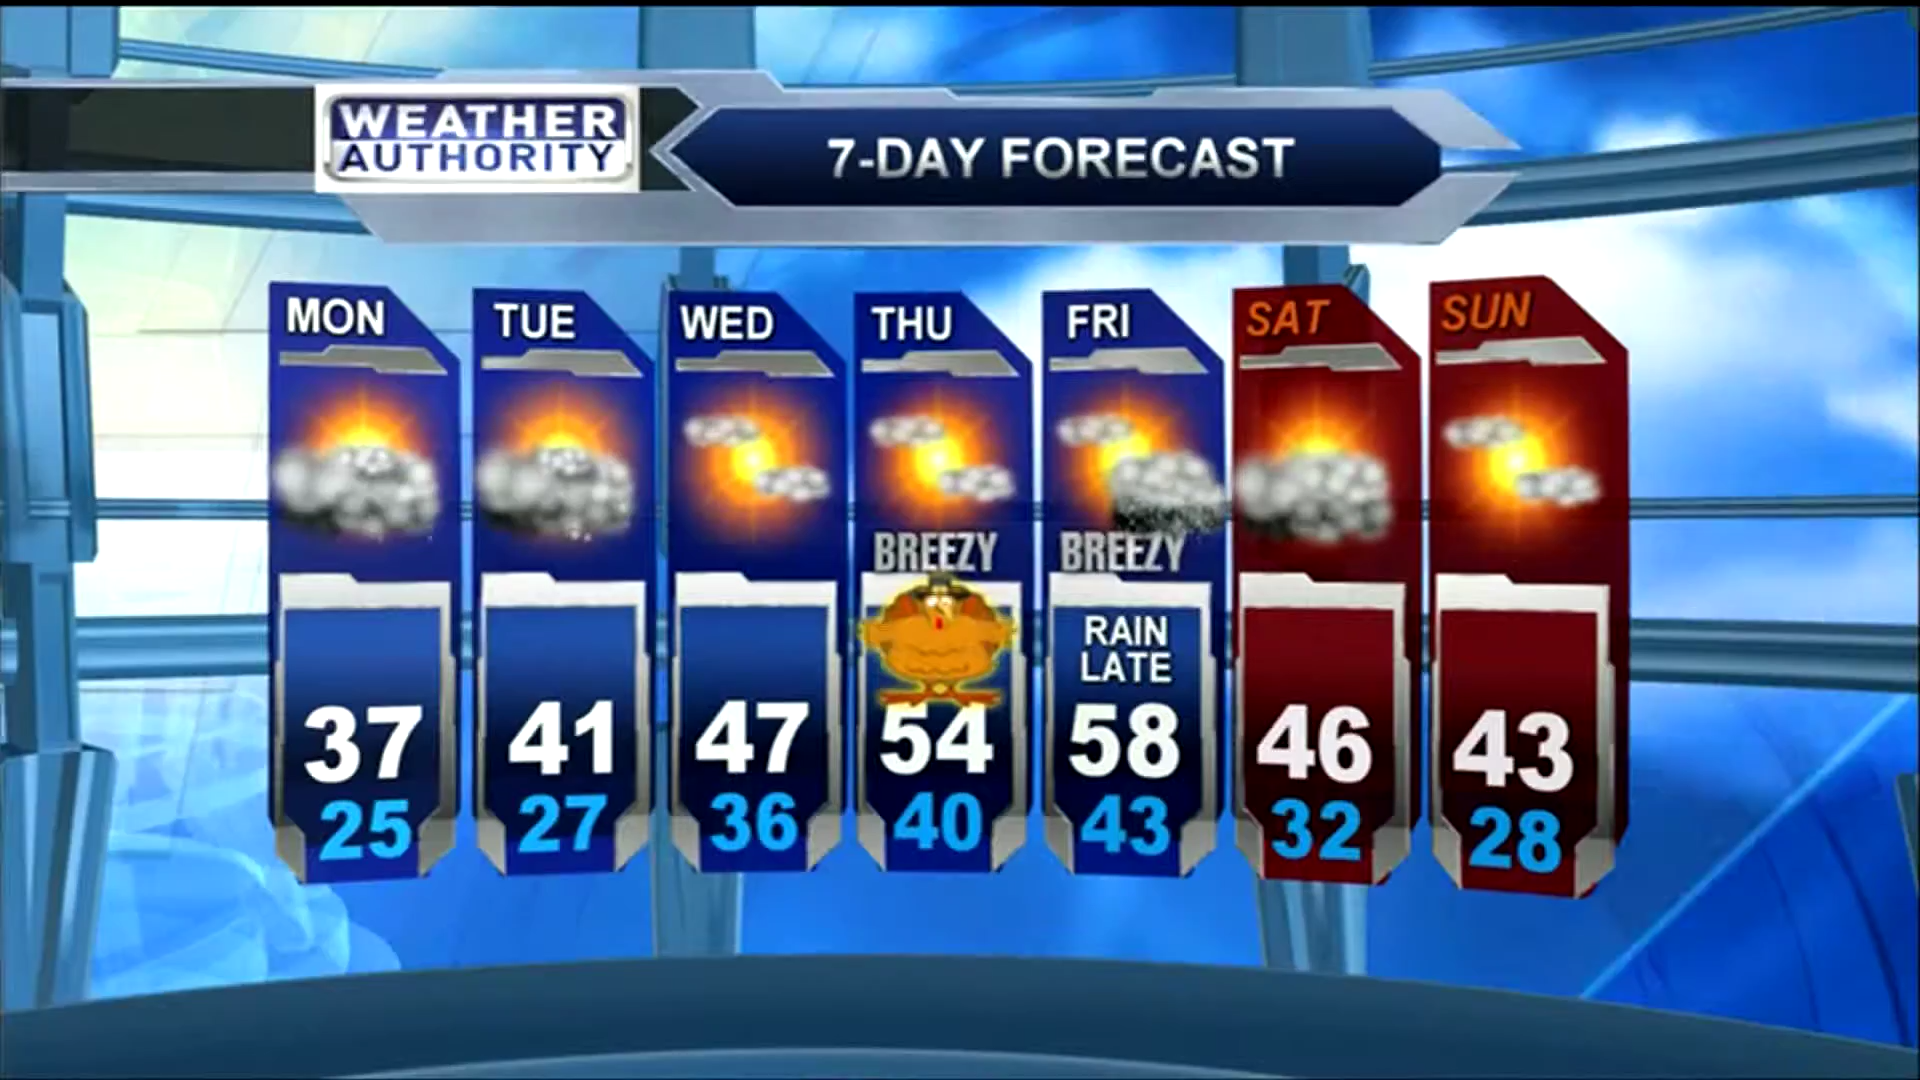 WEATHER
AUTHORITY
7-DAY FORECAST
MON
TUE
WED
THU
FRI
SAT
SUN
BREEZY
BREEZY
RAIN
LATE
37
41
47
54
58
46
43
25
27
36
40
43
32
28